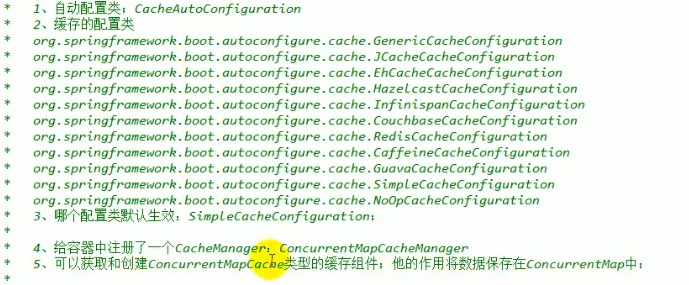 * 1、自动配置类；CacheAutoConfiguration
* 2、缓存的配置类
* org.springframework.boot.autoconfigure.cache.GenericCacheConfiguration
* org.springframework.boot.autoconfigure.cache.JCacheCacheConfiguration
* org.springframework.boot.autoconfigure.cache.EhCacheCacheConfiguration
* org.springframework.boot.autoconfigure.cache.HazelcastCacheConfiguration
* org.springframework.boot.autoconfigure.cache.InfinispanCacheConfiguration
* org.springframework.boot.autoconfigure.cache.CouchbaseCacheConfiguration
* org.springframework.boot.autoconfigure.cache.RedisCacheConfiguration
* org.springframework.boot.autoconfigure.cache.CaffeineCacheConfiguration
* org.springframework.boot.autoconfigure.cache.GuavaCacheConfiguration
* org.springframework.boot.autoconfigure.cache.SimpleCacheConfiguration
* org.springframework.boot.autoconfigure.cache.NoOpCacheConfiguration
* 3、哪个配置类默认生效：SimpleCacheConfiguration；
*
* 4、给容器中注册了一个CacheManager：ConcurrentMapCacheManager
* 5、可以获取和创建ConcurrentMapCache类型的缓存组件；他的作用将数据保存在ConcurrentMap中；
*